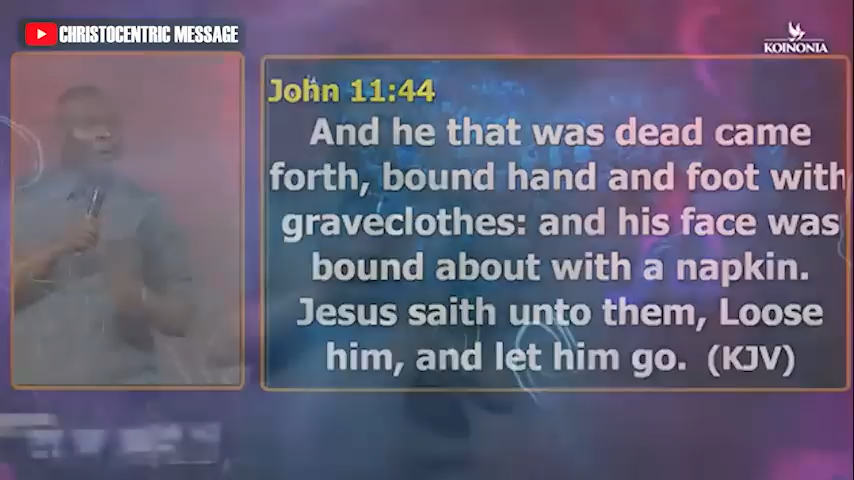 CHRISTOCENTRIC MESSAGE
KOINONIA
John 11:44
And he that was dead came
forth, bound hand and foot with
graveclothes: and his face was
bound about with a napkin.
Jesus saith unto them, Loose
him, and let him go. (KJV)